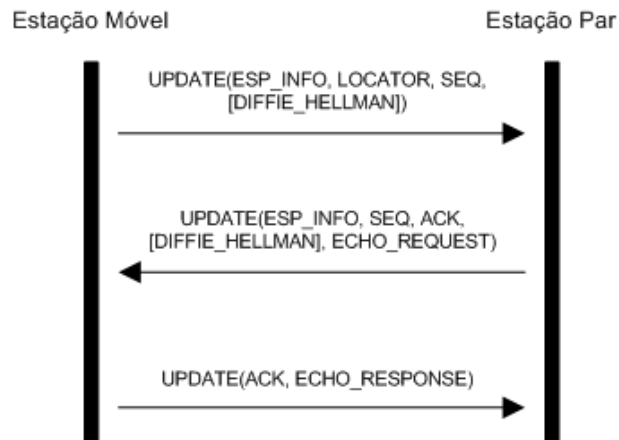 Estação Móvel
Estação Par
UPDATE(ESP_INFO, LOCATOR, SEQ,
[DIFFIE_HELLMAN])
UPDATE(ESP_INFO, SEQ, ACK,
[DIFFIE_HELLMAN], ECHO_REQUEST)
UPDATE(ACK, ECHO_RESPONSE)